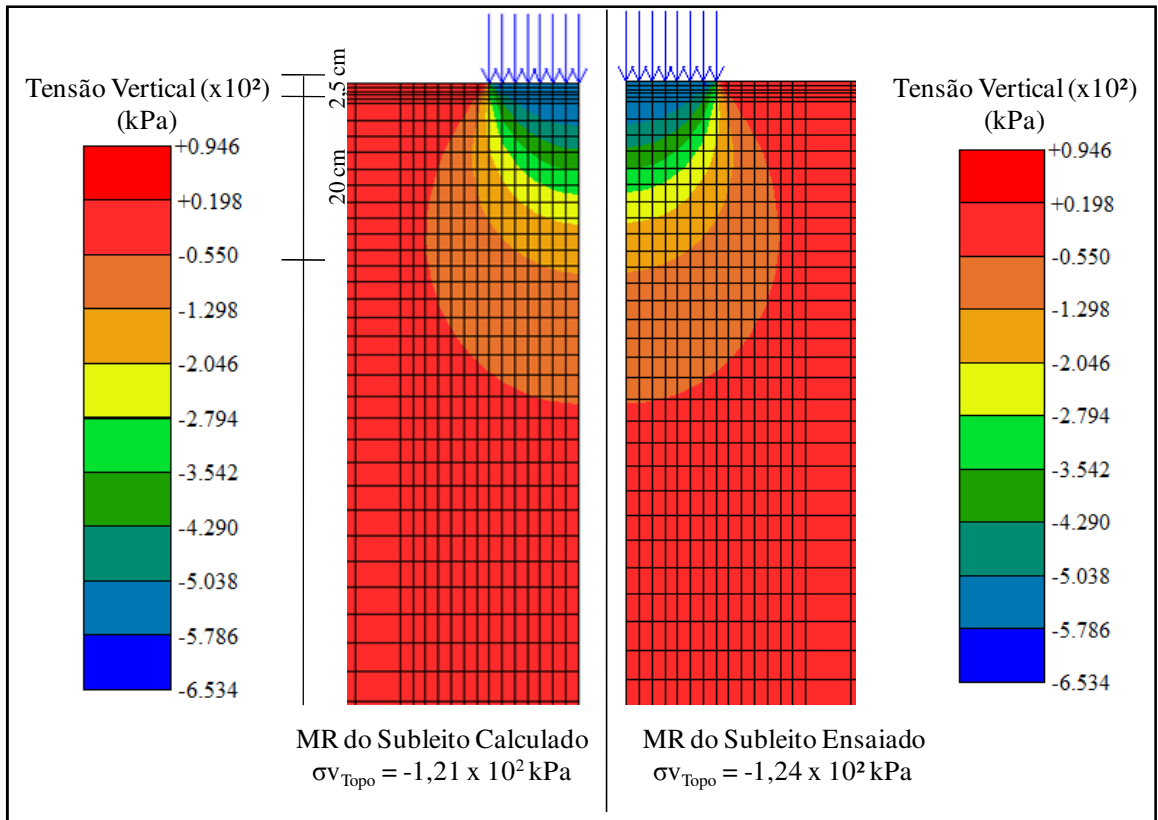 Tensão Vertical (x10²)
(kPa)
+0.946
+0.198
-0.550
-1.298
-2.046
-2.794
-3.542
-4.290
-5.038
-5.786
-6.534
2,5 cm
20 cm
MR do Subleito Calculado
σv_Topo = -1,21 x 10² kPa
Tensão Vertical (x10²)
(kPa)
+0.946
+0.198
-0.550
-1.298
-2.046
-2.794
-3.542
-4.290
-5.038
-5.786
-6.534
MR do Subleito Ensaiado
σv_Topo = -1,24 x 10² kPa